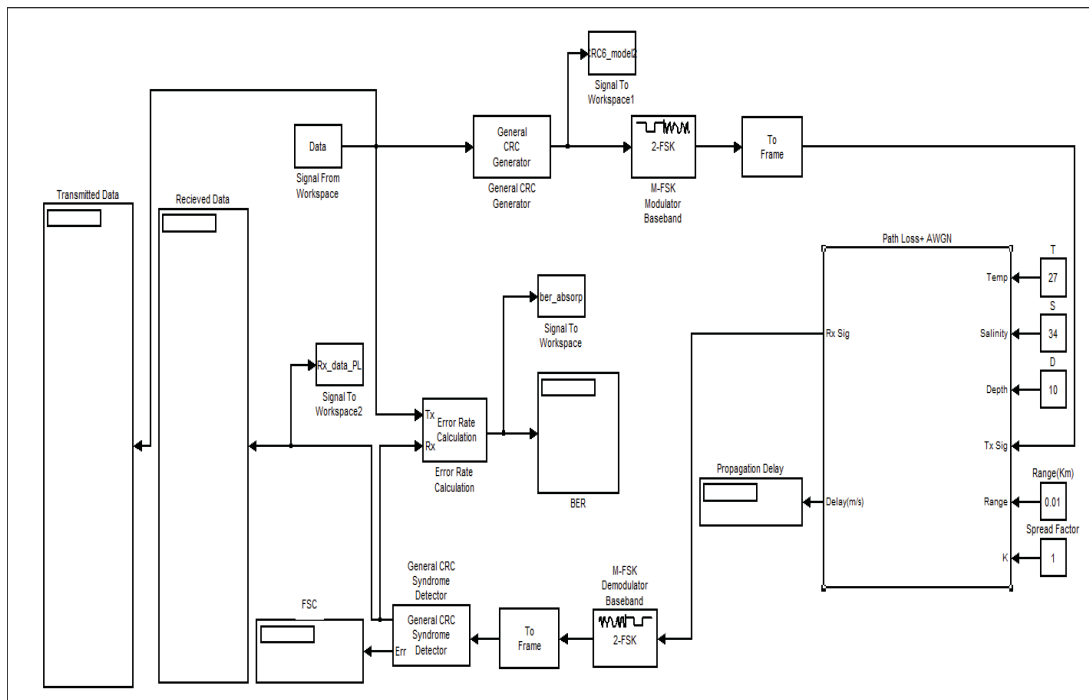 CRC6_model2
Signal To
Workspace1
Data
Signal From
Workspace
General
CRC
Generator
General CRC
Generator
2-FSK
M-FSK
Modulator
Baseband
To
Frame
Transmitted Data
Recieved Data
Path Loss+ AWGN
Temp
Salinity
Depth
Tx Sig
Range
K
Rx Sig
Delay(m/s)
T
27
S
34
D
10
Range(Km)
0.01
Spread Factor
1
ber_absorp
Signal To
Workspace
Rx_data_PL
Signal To
Workspace2
Tx
Rx
Error Rate
Calculation
Error Rate
Calculation
BER
Propagation Delay
General CRC
Syndrome
Detector
General CRC
Syndrome
Detector
Err
FSC
To
Frame
M-FSK
Demodulator
Baseband
2-FSK